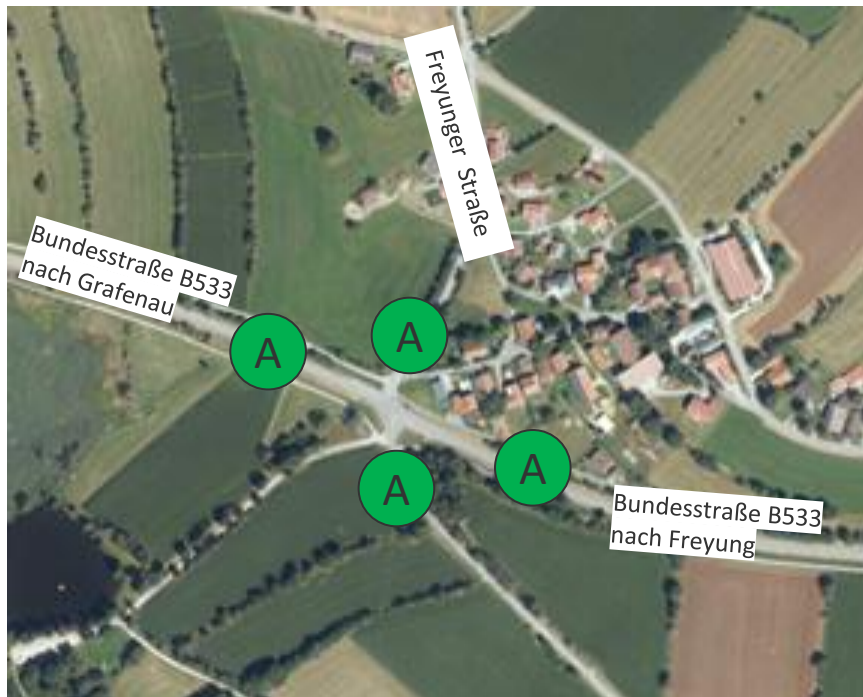 Freyunger Straße
Bundesstraße B533
nach Grafenau
A
A
A
A
Bundesstraße B533
nach Freyung